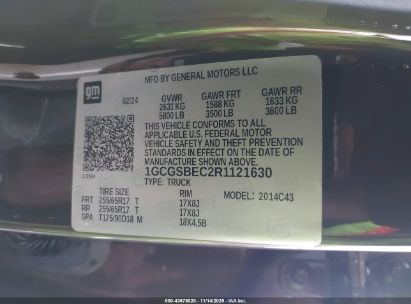 gm
MFD BY GENERAL MOTORS LLC
02/24
GVWR GAWR FRT GAWR RR
2631 KG 1588 KG 1633 KG
5800 LB 3500 LB 3600 LB
THIS VEHICLE CONFORMS TO ALL
APPLICABLE U.S. FEDERAL MOTOR
VEHICLE SAFETY AND THEFT PREVENTION
STANDARDS IN EFFECT ON THE DATE OF
MANUFACTURE SHOWN ABOVE.
1GCGSBEC2R1121630
TYPE: TRUCK
MODEL: 2014C43
TIRE SIZE RIM
FRT 255/65R17 T 17X8J
RR 255/65R17 T 17X8J
SPA T175/90D18 M 18X4.5B